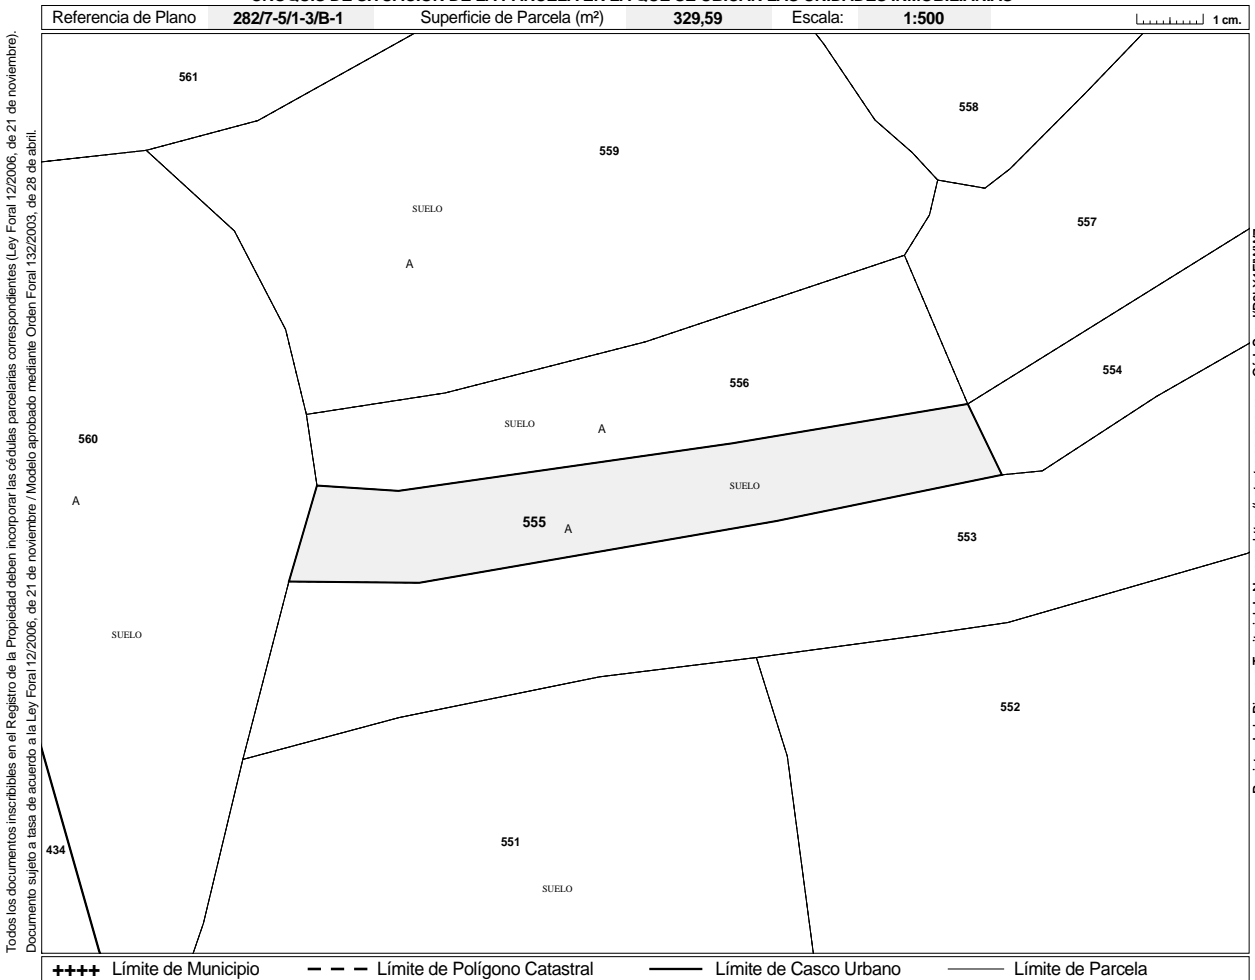 Referencia de Plano 282/7-5/1-3/B-1 Superficie de Parcela (m²) 329,59 Escala: 1:500 1 cm.
Todos los documentos inscribibles en el Registro de la Propiedad deben incorporar las cédulas parcelarias correspondientes (Ley Foral 12/2006, de 21 de noviembre).
Documento sujeto a tasa de acuerdo a la Ley Foral 12/2006, de 21 de noviembre / Modelo aprobado mediante Orden Foral 132/2003, de 28 de abril.
561
558
559
SUELO
557
A
554
556
SUELO
A
560
SUELO
A
555
A
553
SUELO
552
551
434
SUELO
++++ Límite de Municipio
Límite de Polígono Catastral
Límite de Casco Urbano
Límite de Parcela